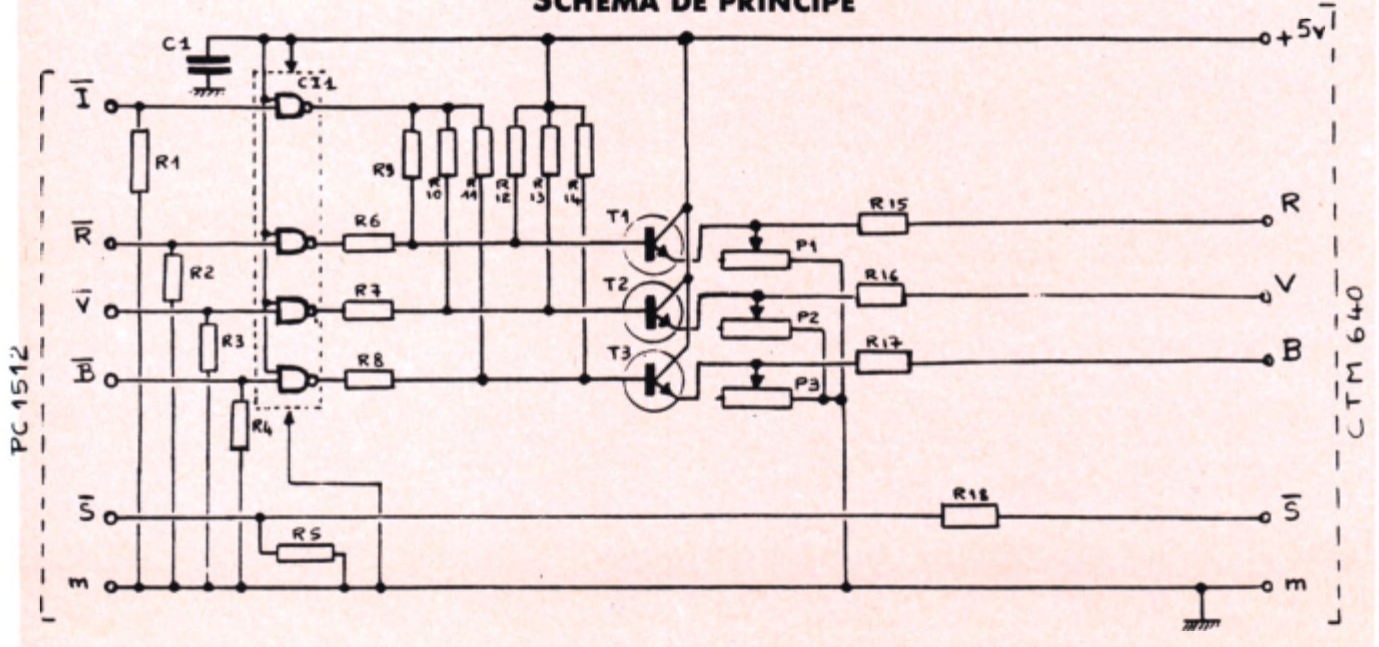 SCHEMA DE PRINCIPE
+5v
C1
CI1
I̅
R1
R9
R10
R11
R12
R13
R14
R̅
R2
R6
T1
P1
R15
R
V̅
R3
R7
T2
P2
R16
V
B̅
R4
R8
T3
P3
R17
B
PC 1512
CTM 640
S̅
R5
R18
S̅
m
m